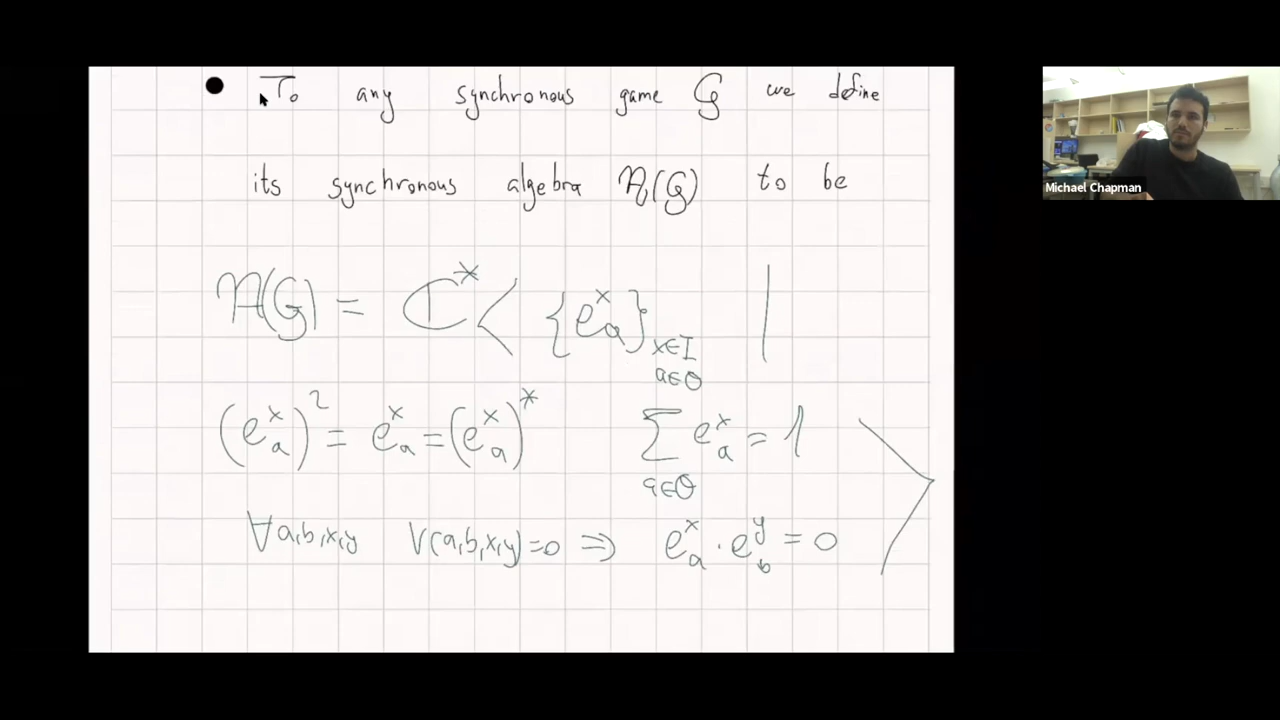 To any synchronous game G we define
its synchronous algebra A(G) to be
A(G) = C* < {e^x_a}_{x∈I, a∈O} |
(e^x_a)^2 = e^x_a = (e^x_a)^* ∑_{a∈O} e^x_a = 1 >
∀a,b,x,y V(a,b,x,y)=0 ⇒ e^x_a · e^y_b = 0
Michael Chapman